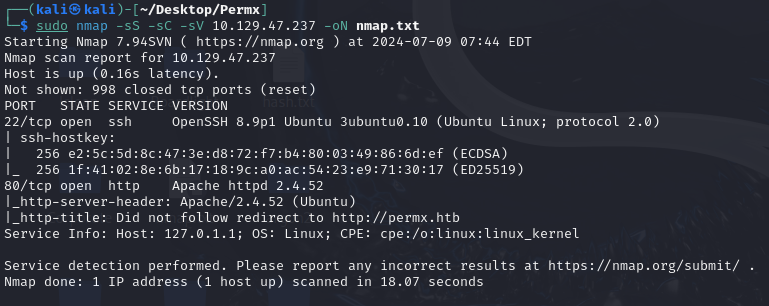 ┌──(kali㉿kali)-[~/Desktop/Permx]
└─$ sudo nmap -sS -sC -sV 10.129.47.237 -oN nmap.txt
Starting Nmap 7.94SVN ( https://nmap.org ) at 2024-07-09 07:44 EDT
Nmap scan report for 10.129.47.237
Host is up (0.16s latency).
Not shown: 998 closed tcp ports (reset)
PORT   STATE SERVICE VERSION
22/tcp open  ssh     OpenSSH 8.9p1 Ubuntu 3ubuntu0.10 (Ubuntu Linux; protocol 2.0)
| ssh-hostkey:
|   256 e2:5c:5d:8c:47:3e:d8:72:f7:b4:80:03:49:86:6d:ef (ECDSA)
|_  256 1f:41:02:8e:6b:17:18:9c:a0:ac:54:23:e9:71:30:17 (ED25519)
80/tcp open  http    Apache httpd 2.4.52
|_http-server-header: Apache/2.4.52 (Ubuntu)
|_http-title: Did not follow redirect to http://permx.htb
Service Info: Host: 127.0.1.1; OS: Linux; CPE: cpe:/o:linux:linux_kernel

Service detection performed. Please report any incorrect results at https://nmap.org/submit/ .
Nmap done: 1 IP address (1 host up) scanned in 18.07 seconds